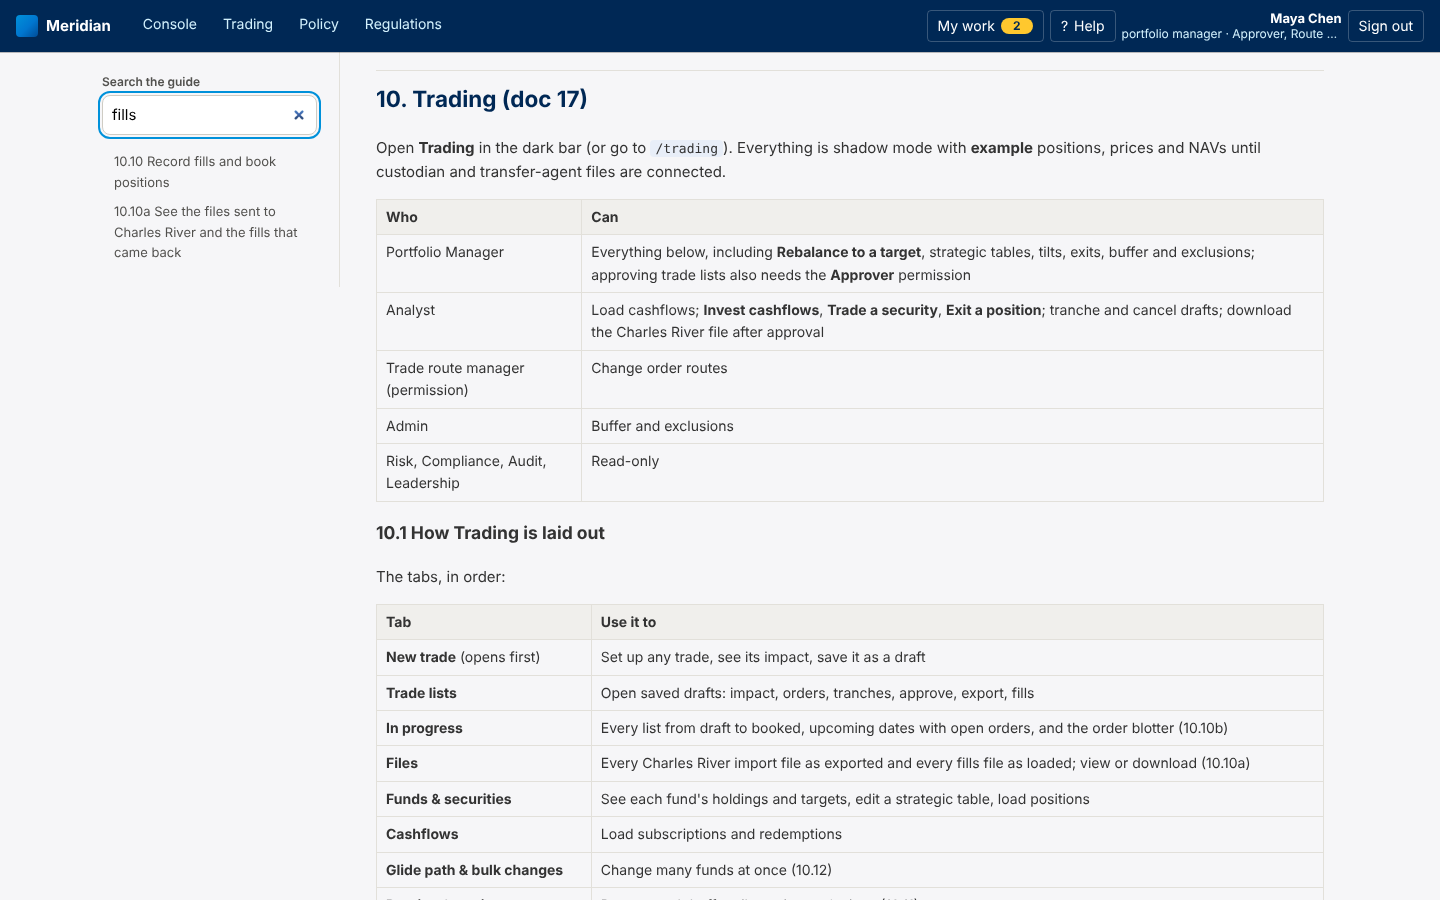 Meridian
Console
Trading
Policy
Regulations
My work 2
? Help
Maya Chen
portfolio manager · Approver, Route ...
Sign out
Search the guide
fills
10.10 Record fills and book
positions
10.10a See the files sent to
Charles River and the fills that
came back
10. Trading (doc 17)
Open Trading in the dark bar (or go to /trading ). Everything is shadow mode with example positions, prices and NAVs until
custodian and transfer-agent files are connected.
Who
Can
Portfolio Manager
Everything below, including Rebalance to a target, strategic tables, tilts, exits, buffer and exclusions;
approving trade lists also needs the Approver permission
Analyst
Load cashflows; Invest cashflows, Trade a security, Exit a position; tranche and cancel drafts; download
the Charles River file after approval
Trade route manager
(permission)
Change order routes
Admin
Buffer and exclusions
Risk, Compliance, Audit,
Leadership
Read-only
10.1 How Trading is laid out
The tabs, in order:
Tab
Use it to
New trade (opens first)
Set up any trade, see its impact, save it as a draft
Trade lists
Open saved drafts: impact, orders, tranches, approve, export, fills
In progress
Every list from draft to booked, upcoming dates with open orders, and the order blotter (10.10b)
Files
Every Charles River import file as exported and every fills file as loaded; view or download (10.10a)
Funds & securities
See each fund's holdings and targets, edit a strategic table, load positions
Cashflows
Load subscriptions and redemptions
Glide path & bulk changes
Change many funds at once (10.12)